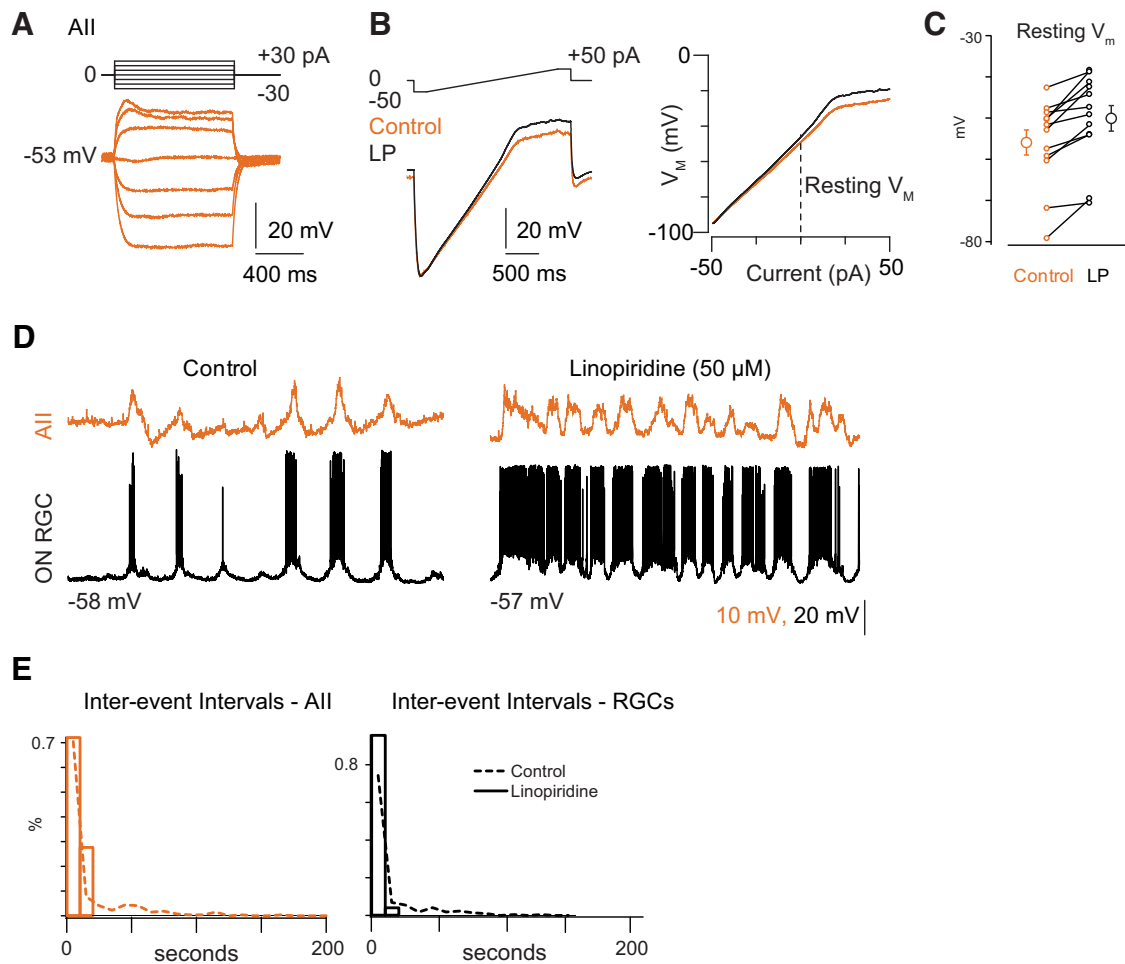 A
AII
+30 pA
0
-30
-53 mV
20 mV
400 ms
B
+50 pA
0
-50
Control
LP
20 mV
500 ms
0
V_M (mV)
Resting V_M
-100
-50
Current (pA)
50
C
-30
Resting V_m
mV
-80
Control
LP
D
Control
Linopiridine (50 µM)
AII
ON RGC
-58 mV
-57 mV
10 mV, 20 mV
E
Inter-event Intervals - AII
0.7
%
0
seconds
200
Inter-event Intervals - RGCs
0.8
Control
Linopiridine
0
seconds
200